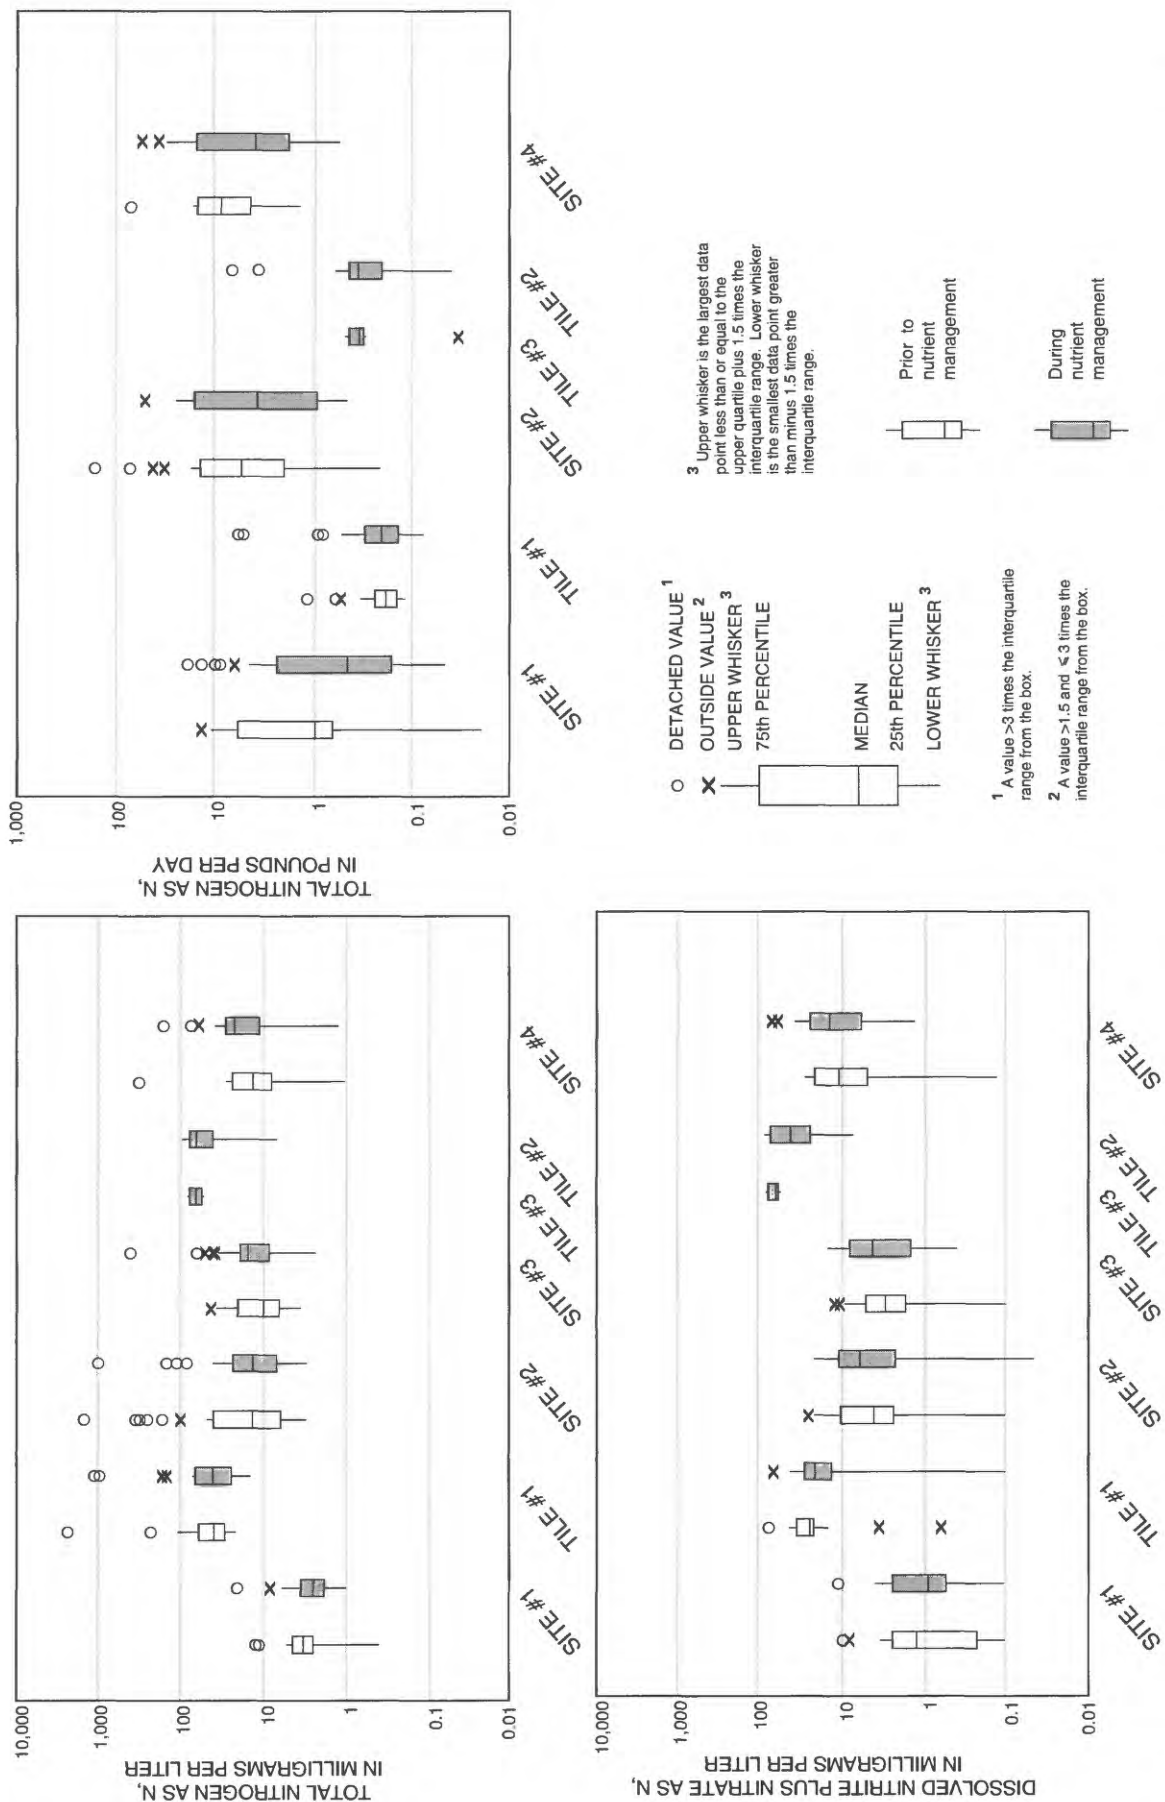 10,000
1,000
100
10
1
0.1
0.01
TOTAL NITROGEN AS N,
IN MILLIGRAMS PER LITER
SITE #1
TILE #1
SITE #2
SITE #3
TILE #3
TILE #2
SITE #4
1,000
100
10
1
0.1
0.01
TOTAL NITROGEN AS N,
IN POUNDS PER DAY
SITE #1
TILE #1
SITE #2
TILE #3
TILE #2
SITE #4
10,000
1,000
100
10
1
0.1
0.01
DISSOLVED NITRITE PLUS NITRATE AS N,
IN MILLIGRAMS PER LITER
SITE #1
TILE #1
SITE #2
SITE #3
TILE #3
TILE #2
SITE #4
DETACHED VALUE 1
OUTSIDE VALUE 2
UPPER WHISKER 3
75th PERCENTILE
MEDIAN
25th PERCENTILE
LOWER WHISKER 3
1 A value >3 times the interquartile
range from the box.
2 A value >1.5 and ⩽3 times the
interquartile range from the box.
3 Upper whisker is the largest data
point less than or equal to the
upper quartile plus 1.5 times the
interquartile range. Lower whisker
is the smallest data point greater
than minus 1.5 times the
interquartile range.
Prior to
nutrient
management
During
nutrient
management